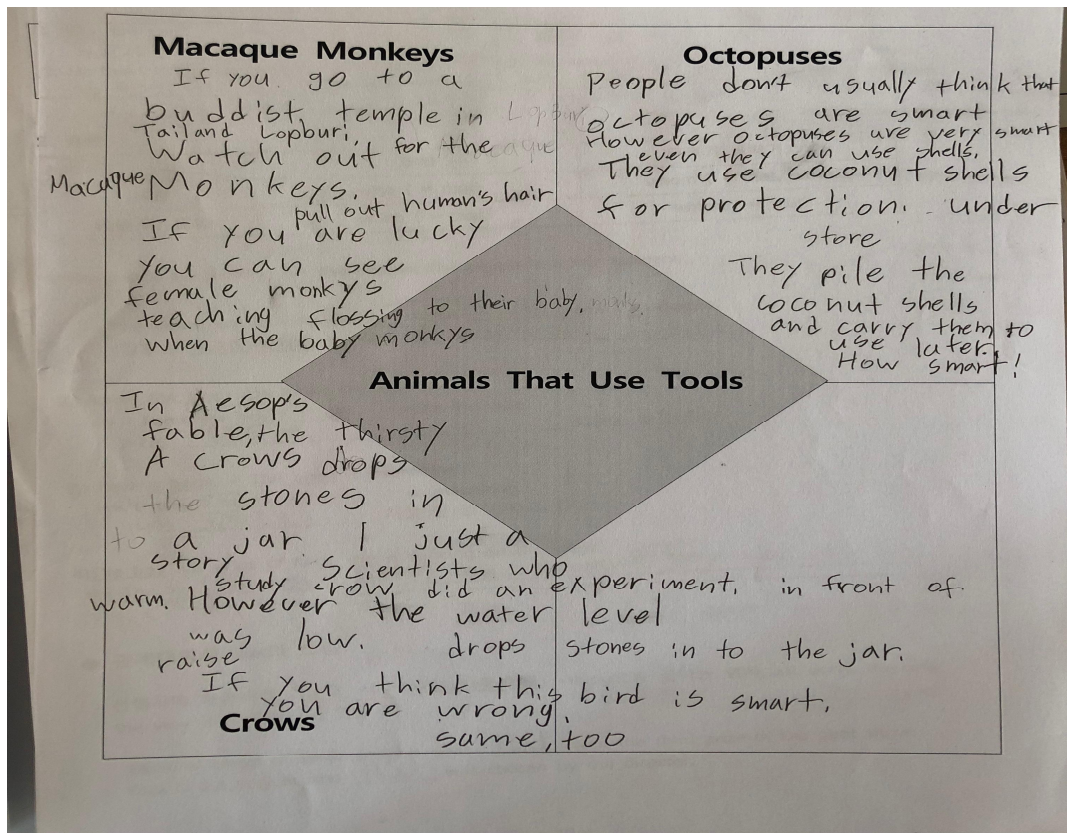 Macaque Monkeys
If you go to a
buddist temple in Lopburi
Tailand Lopburi,
Watch out for the macaque
Macaque Monkeys.
pull out human's hair
If you are lucky
you can see
female monkys
teaching flossing to their baby.
when the baby monkys
Octopuses
People don't usually think that
octopuses are smart
However octopuses are very smart
even they can use shells.
They use coconut shells
for protection. under
store
They pile the
coconut shells
and carry them to
use later.
How smart!
Animals That Use Tools
In Aesop's
fable, the thirsty
A crows drops
the stones in
to a jar. I just a
story Scientists who
study crow did an experiment, in front of.
warm. However the water level
was low. drops stones in to the jar.
raise
If you think this bird is smart,
you are wrong.
Crows
same, too